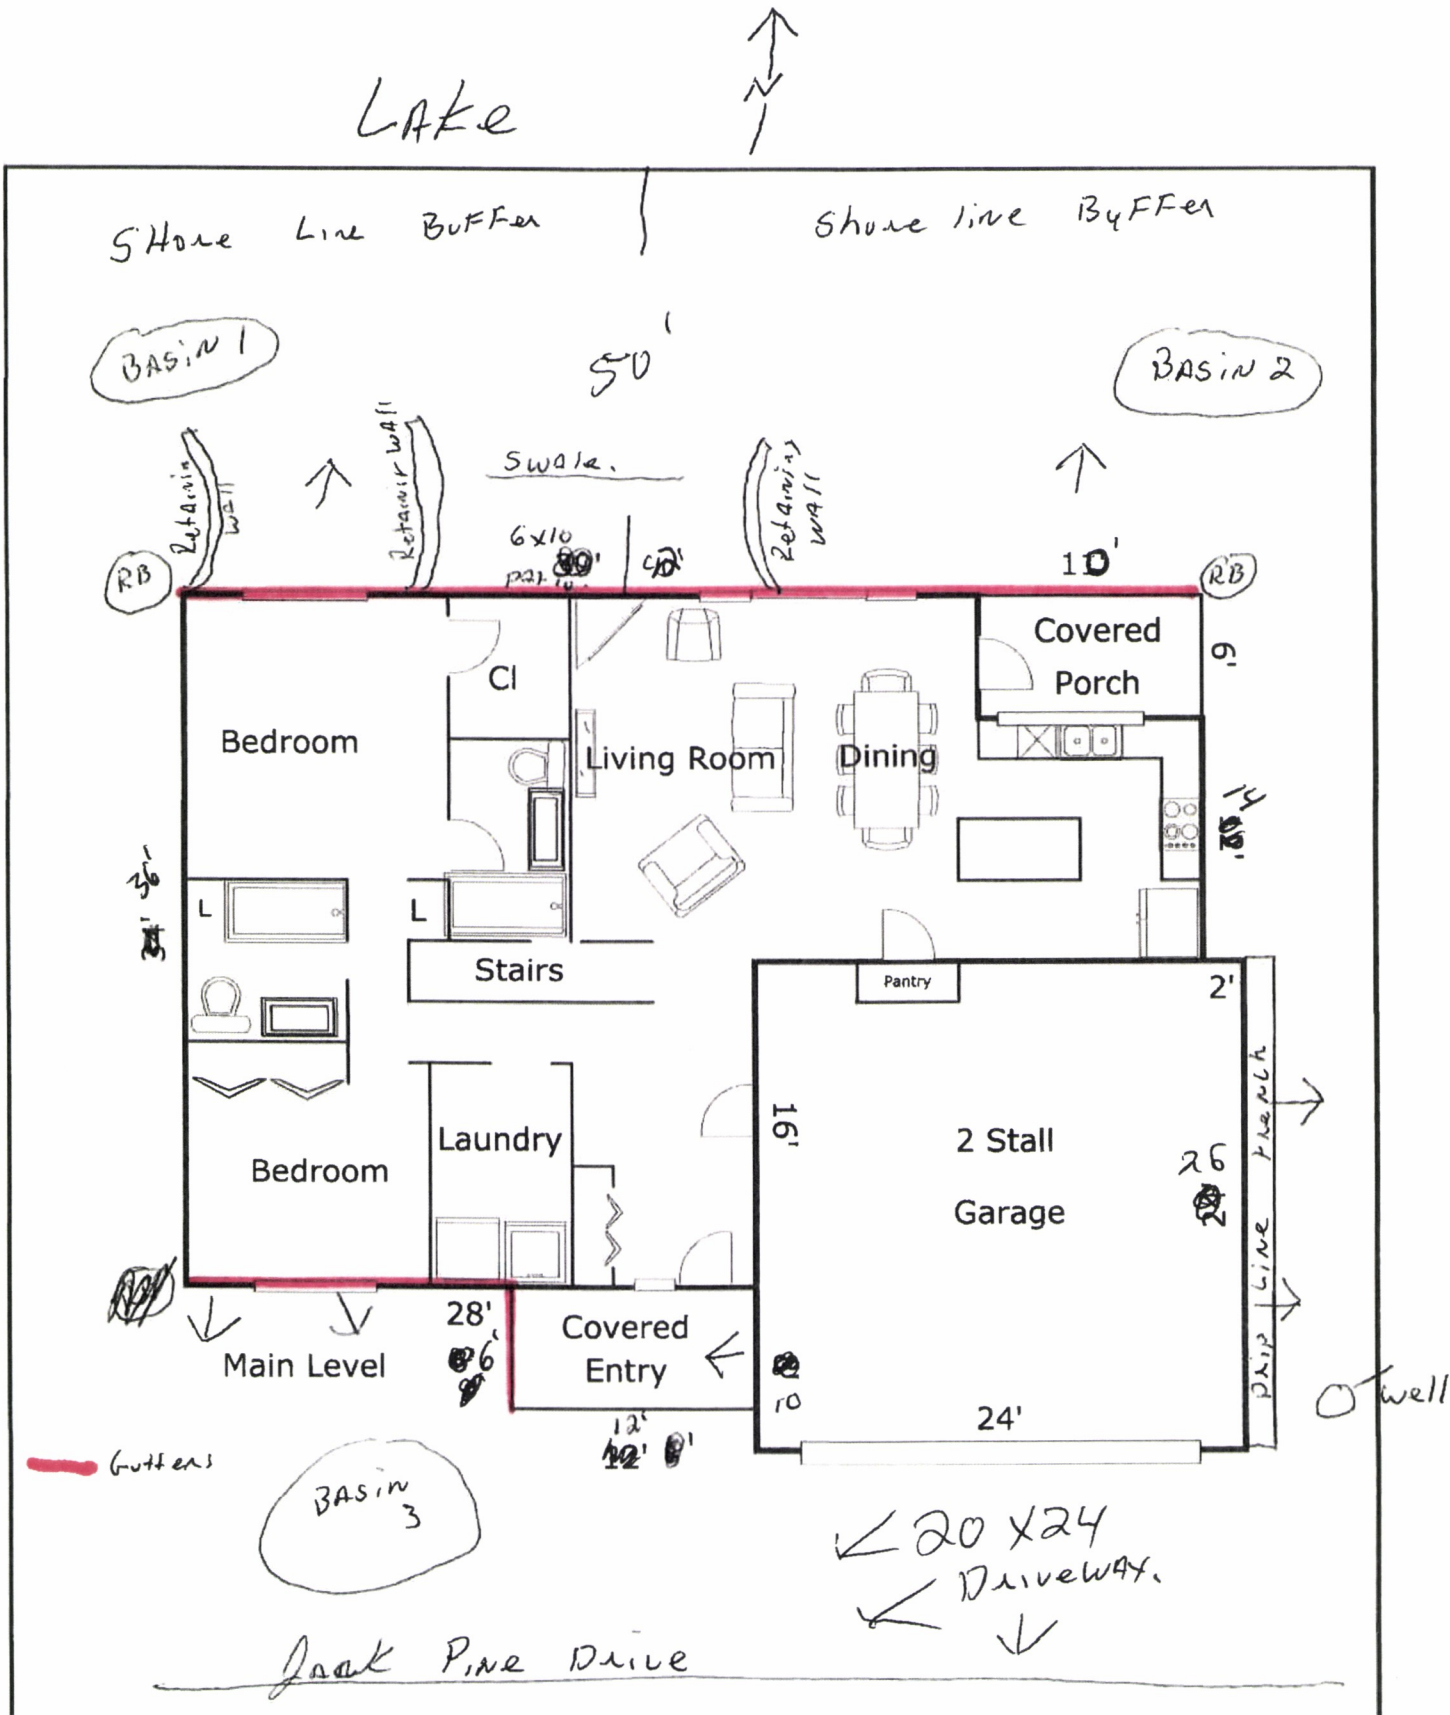 N
LAKe
SHore Line BuFFer
Shore line BuFFer
BASiN 1
50'
BASiN 2
Retainin WAll
Retainir WAll
Swale.
Retaining WAll
6x10
RB
10'
RB
Covered
Porch
6'
Cl
Bedroom
Living Room
Dining
14
36
L
L
Stairs
Pantry
2'
16'
2 Stall
Garage
26
Drip Line trench
Laundry
Bedroom
28'
6'
Covered
Entry
Main Level
10
24'
12'
well
Gutters
BASiN
3
20 X 24
DriveWAY.
Jack Pine Drive